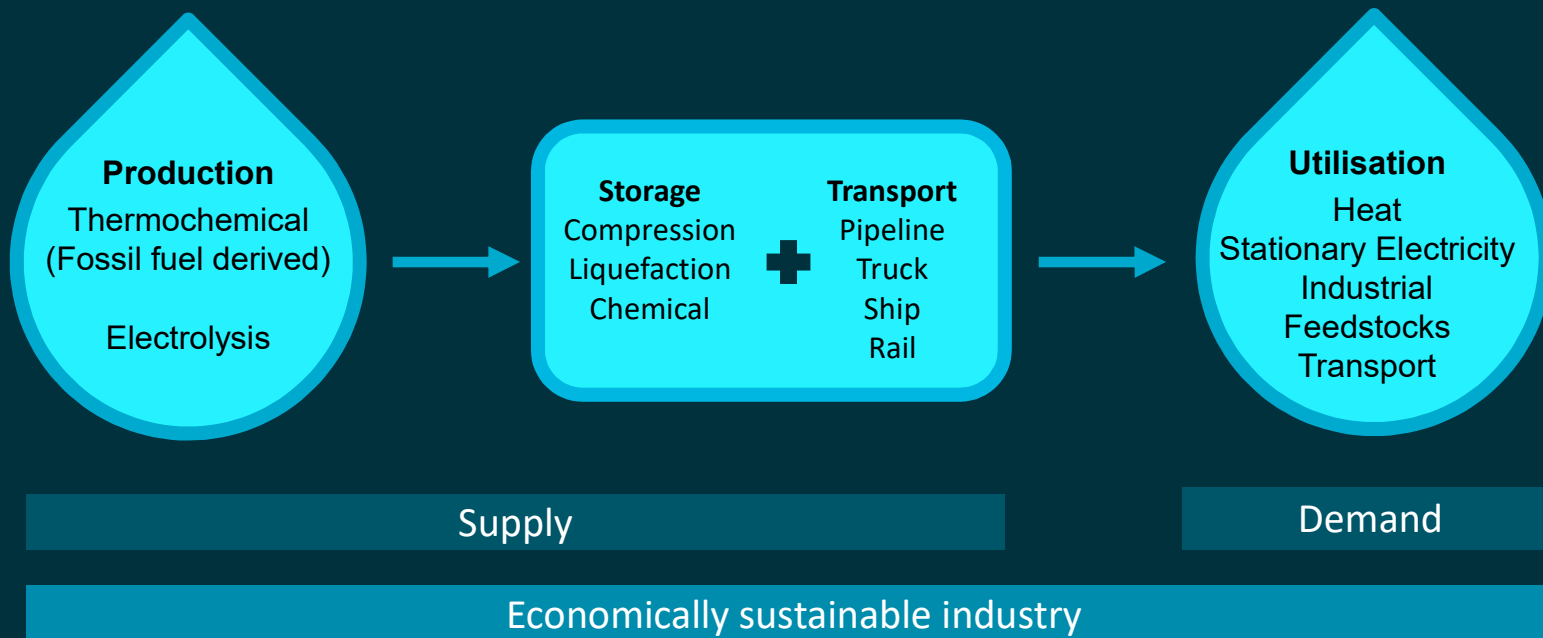 Production
Thermochemical
(Fossil fuel derived)
Electrolysis
Storage
Compression
Liquefaction
Chemical
Transport
Pipeline
Truck
Ship
Rail
Utilisation
Heat
Stationary Electricity
Industrial
Feedstocks
Transport
Supply
Demand
Economically sustainable industry